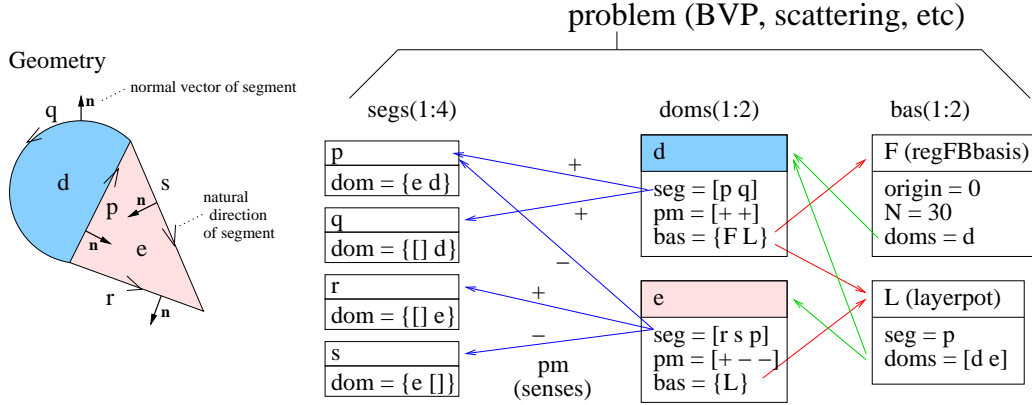 problem (BVP, scattering, etc)
Geometry
normal vector of segment
n
q
d
p
s
n
natural
direction
of segment
n
e
r
n
segs(1:4)
p
dom = {e d}
q
dom = {[] d}
r
dom = {[] e}
s
dom = {e []}
+
+
−
+
−
pm
(senses)
doms(1:2)
d
seg = [p q]
pm = [+ +]
bas = {F L}
e
seg = [r s p]
pm = [+ − −]
bas = {L}
bas(1:2)
F (regFBbasis)
origin = 0
N = 30
doms = d
L (layerpot)
seg = p
doms = [d e]